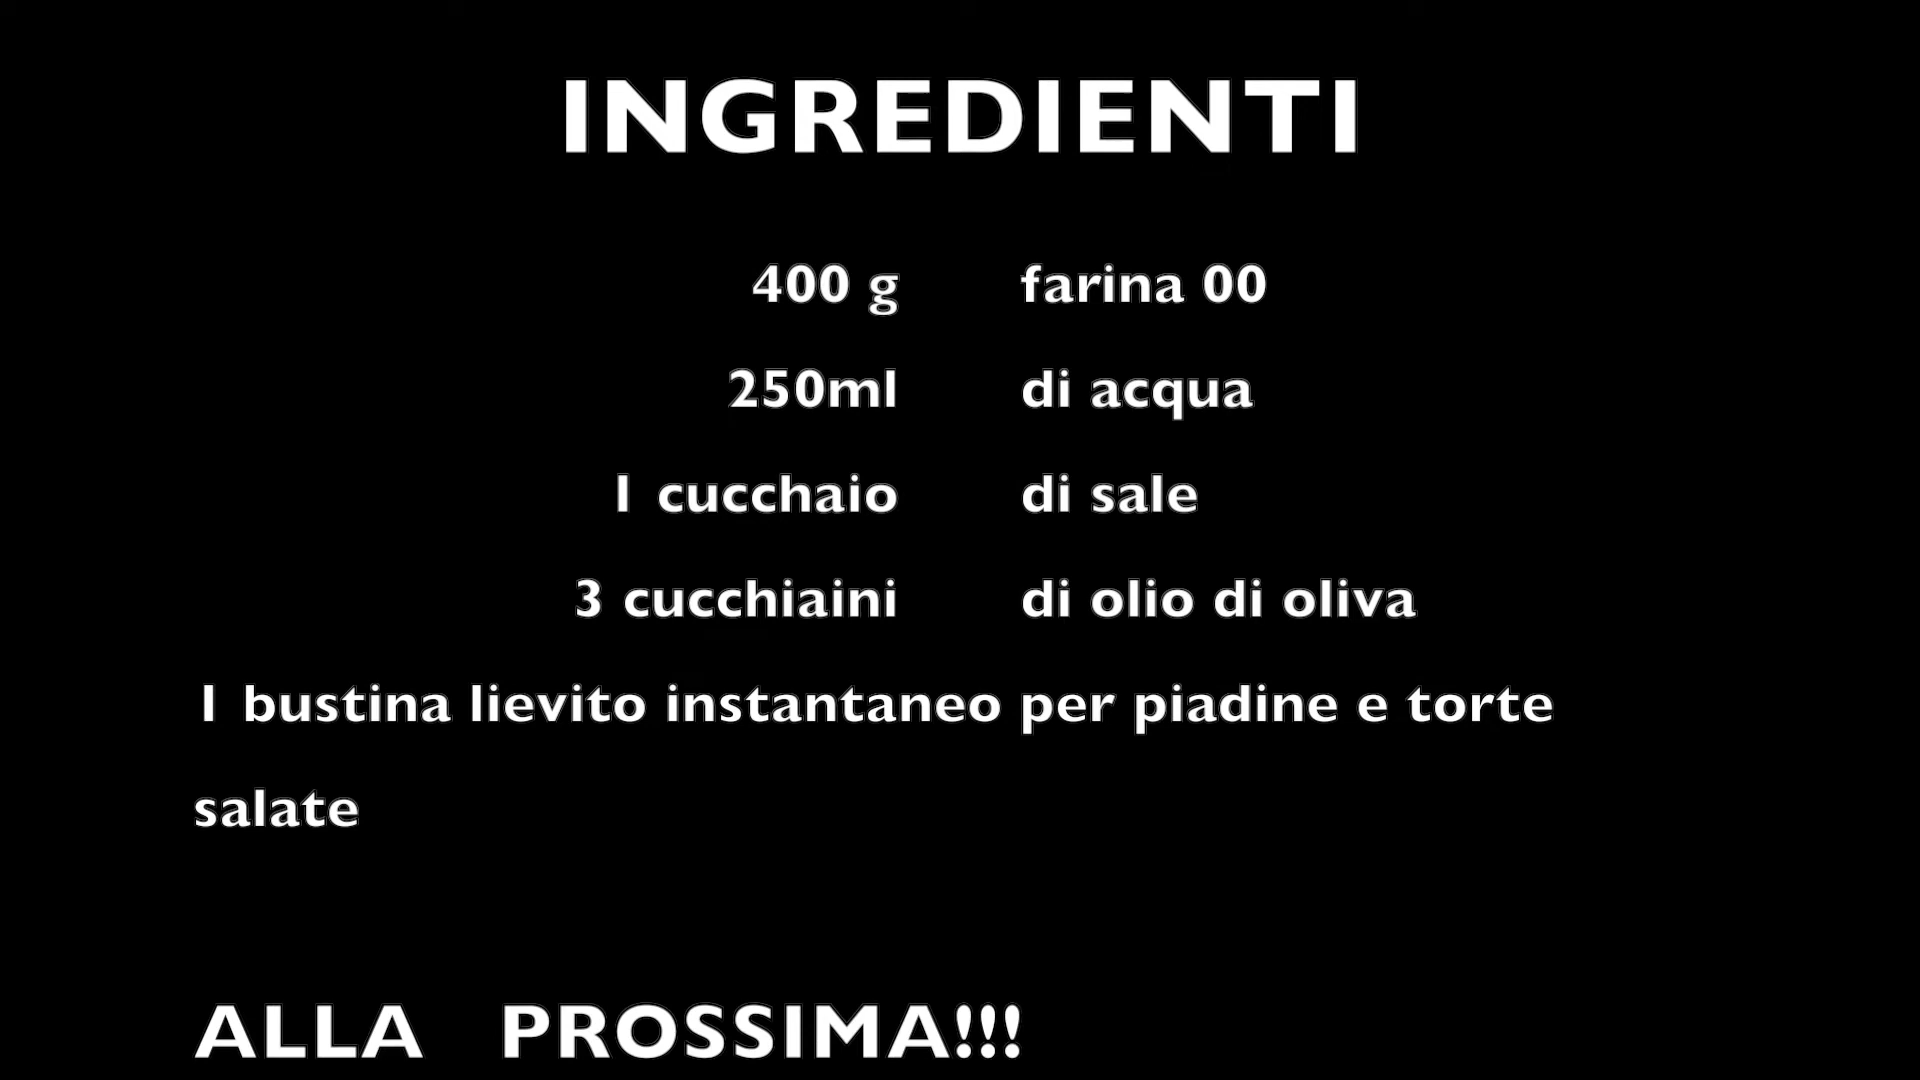 INGREDIENTI
400 g farina 00
250ml di acqua
1 cucchaio di sale
3 cucchiaini di olio di oliva
1 bustina lievito instantaneo per piadine e torte
salate
ALLA PROSSIMA!!!